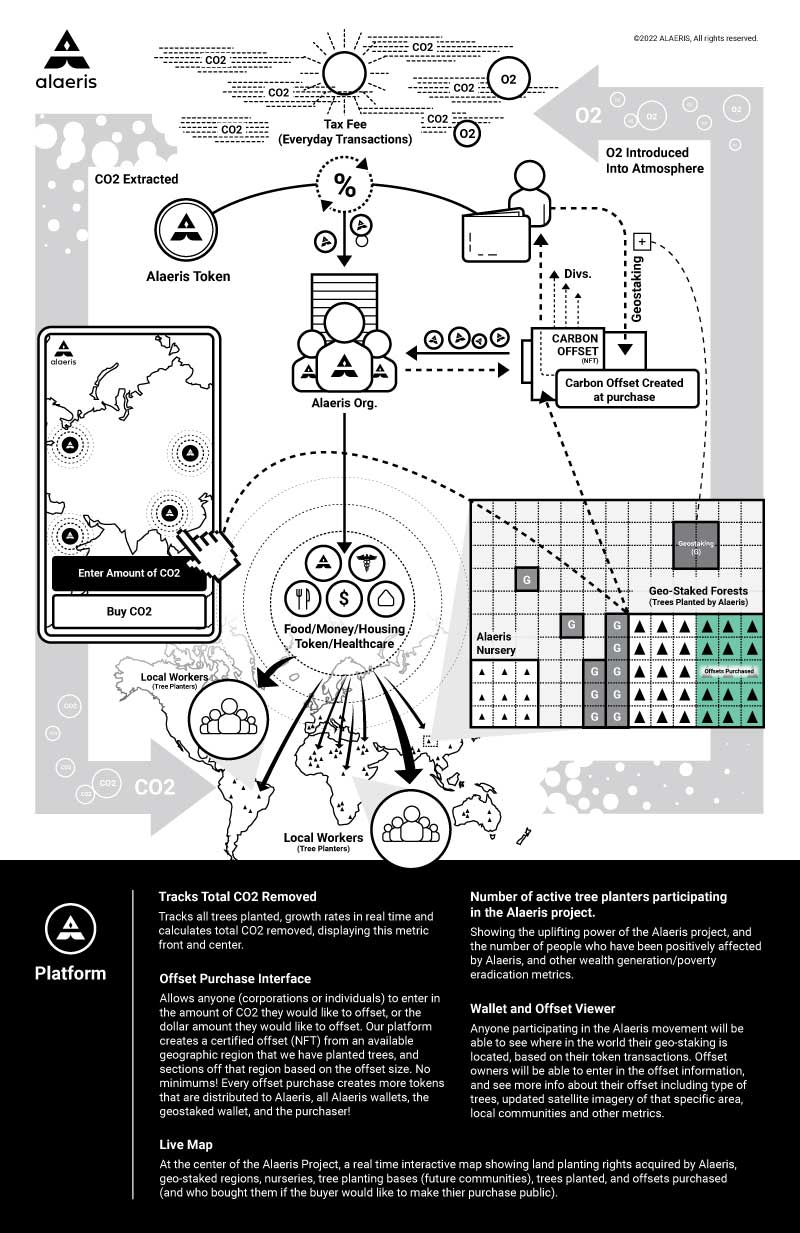 ©2022 ALAERIS, All rights reserved.
alaeris
CO2
CO2
CO2
CO2
O2
CO2
CO2
O2
O2
O2
O2
Tax Fee
(Everyday Transactions)
O2 Introduced
Into Atmosphere
CO2 Extracted
%
Alaeris Token
+
Geostaking
Divs.
CARBON
OFFSET
(NFT)
Carbon Offset Created
at purchase
Alaeris Org.
alaeris
Enter Amount of CO2
Buy CO2
$
Food/Money/Housing
Token/Healthcare
Geostaking
(G)
G
Geo-Staked Forests
(Trees Planted by Alaeris)
G
G
G
G
G
G
G
G
G
Alaeris
Nursery
Offsets Purchased
Local Workers
(Tree Planters)
CO2
CO2
CO2
CO2
CO2
CO2
Local Workers
(Tree Planters)
Platform
Tracks Total CO2 Removed
Tracks all trees planted, growth rates in real time and
calculates total CO2 removed, displaying this metric
front and center.
Offset Purchase Interface
Allows anyone (corporations or individuals) to enter in
the amount of CO2 they would like to offset, or the
dollar amount they would like to offset. Our platform
creates a certified offset (NFT) from an available
geographic region that we have planted trees, and
sections off that region based on the offset size. No
minimums! Every offset purchase creates more tokens
that are distributed to Alaeris, all Alaeris wallets, the
geostaked wallet, and the purchaser!
Number of active tree planters participating
in the Alaeris project.
Showing the uplifting power of the Alaeris project, and
the number of people who have been positively affected
by Alaeris, and other wealth generation/poverty
eradication metrics.
Wallet and Offset Viewer
Anyone participating in the Alaeris movement will be
able to see where in the world their geo-staking is
located, based on their token transactions. Offset
owners will be able to enter in the offset information,
and see more info about their offset including type of
trees, updated satellite imagery of that specific area,
local communities and other metrics.
Live Map
At the center of the Alaeris Project, a real time interactive map showing land planting rights acquired by Alaeris,
geo-staked regions, nurseries, tree planting bases (future communities), trees planted, and offsets purchased
(and who bought them if the buyer would like to make thier purchase public).